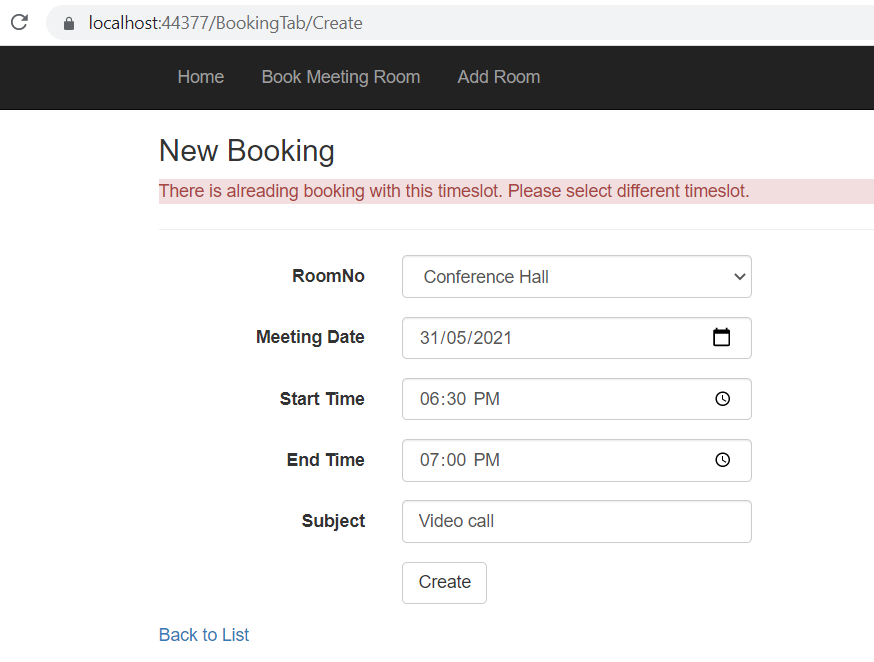 localhost:44377/BookingTab/Create
Home Book Meeting Room Add Room
New Booking
There is alreading booking with this timeslot. Please select different timeslot.
RoomNo Conference Hall
Meeting Date 31/05/2021
Start Time 06:30 PM
End Time 07:00 PM
Subject Video call
Create
Back to List